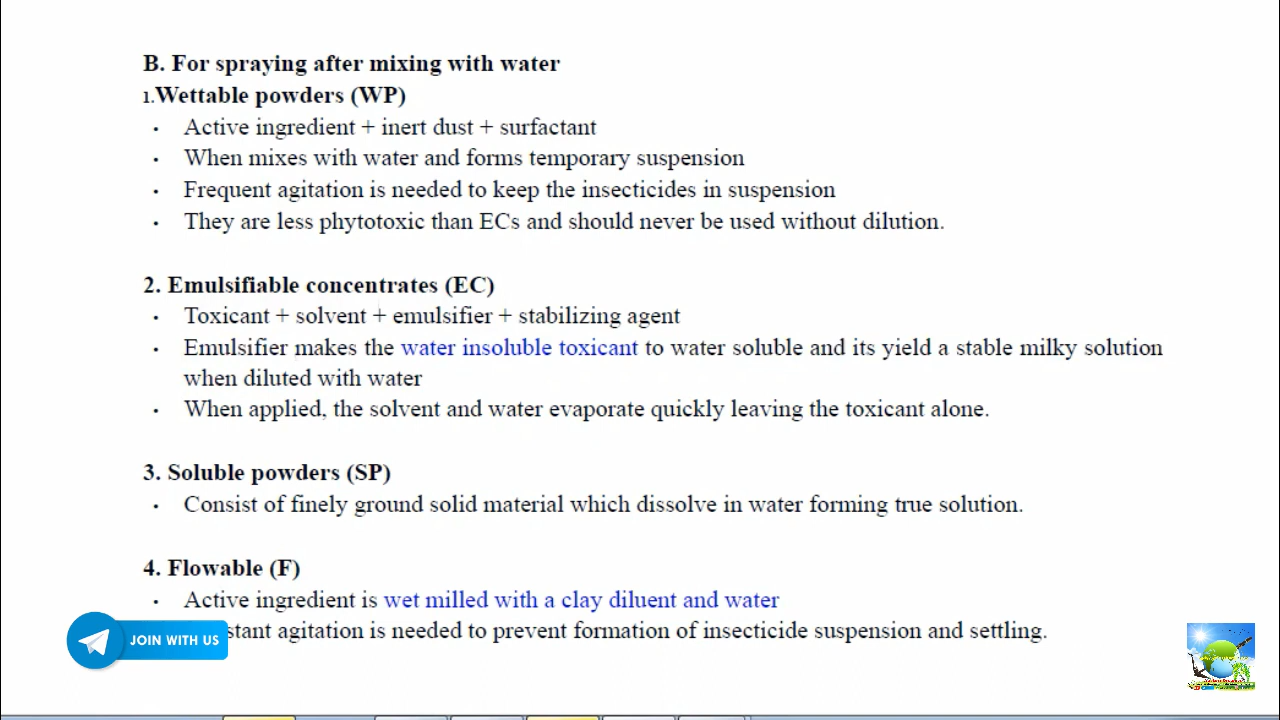 B. For spraying after mixing with water
1.Wettable powders (WP)
• Active ingredient + inert dust + surfactant
• When mixes with water and forms temporary suspension
• Frequent agitation is needed to keep the insecticides in suspension
• They are less phytotoxic than ECs and should never be used without dilution.
2. Emulsifiable concentrates (EC)
• Toxicant + solvent + emulsifier + stabilizing agent
• Emulsifier makes the water insoluble toxicant to water soluble and its yield a stable milky solution
when diluted with water
• When applied, the solvent and water evaporate quickly leaving the toxicant alone.
3. Soluble powders (SP)
• Consist of finely ground solid material which dissolve in water forming true solution.
4. Flowable (F)
• Active ingredient is wet milled with a clay diluent and water
stant agitation is needed to prevent formation of insecticide suspension and settling.
JOIN WITH US